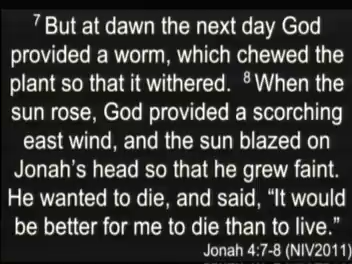 ⁷ But at dawn the next day God
provided a worm, which chewed the
plant so that it withered. ⁸ When the
sun rose, God provided a scorching
east wind, and the sun blazed on
Jonah's head so that he grew faint.
He wanted to die, and said, “It would
be better for me to die than to live.”
Jonah 4:7-8 (NIV2011)